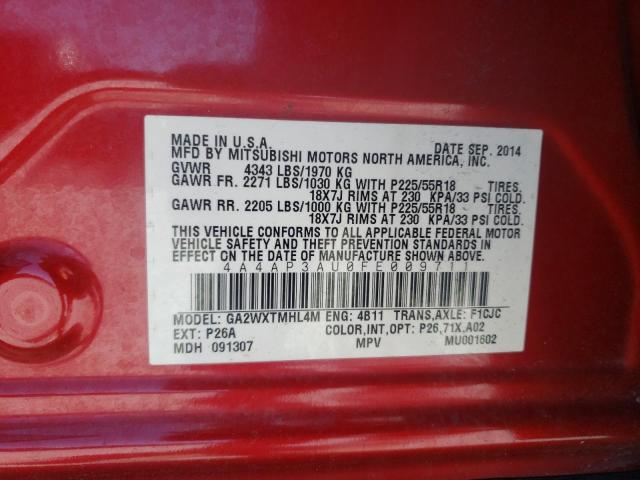 MADE IN U.S.A. DATE SEP. 2014
MFD BY MITSUBISHI MOTORS NORTH AMERICA, INC.
GVWR 4343 LBS/1970 KG
GAWR FR. 2271 LBS/1030 KG WITH P225/55R18 TIRES.
18X7J RIMS AT 230 KPA/33 PSI COLD.
GAWR RR. 2205 LBS/1000 KG WITH P225/55R18 TIRES.
18X7J RIMS AT 230 KPA/33 PSI COLD.
THIS VEHICLE CONFORMS TO ALL APPLICABLE FEDERAL MOTOR
VEHICLE SAFETY AND THEFT PREVENTION STANDARDS IN
EFFECT ON THE DATE OF MANUFACTURE SHOWN ABOVE.
4A4AP3AU0FE009711
MODEL: GA2WXTMHL4M ENG: 4B11 TRANS,AXLE: F1CJC
EXT: P26A COLOR,INT,OPT: P26,71X,A02
MDH 091307 MPV MU001602